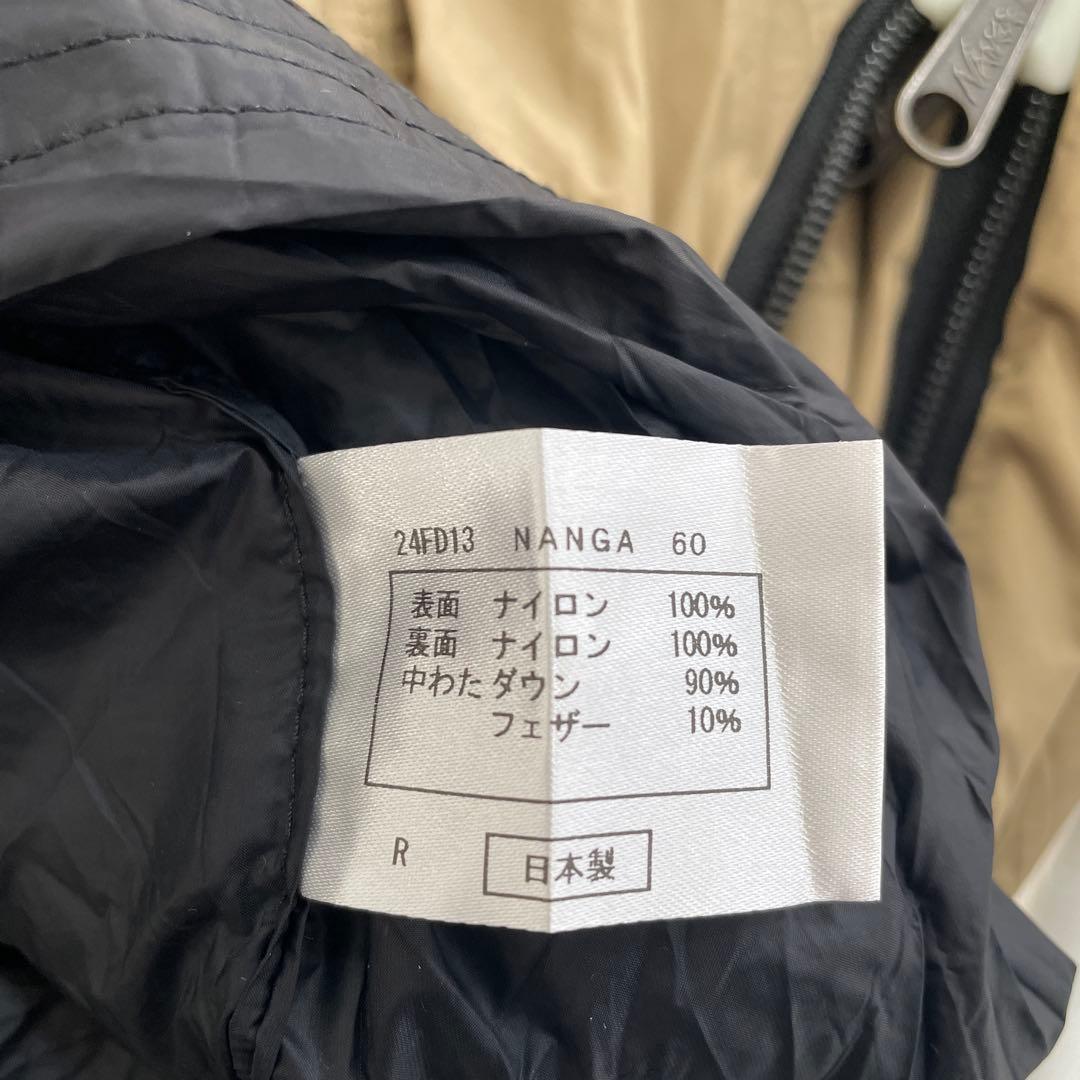 NANGA
24FD13 NANGA 60
表面 ナイロン 100%
裏面 ナイロン 100%
中わた ダウン 90%
フェザー 10%
R 日本製